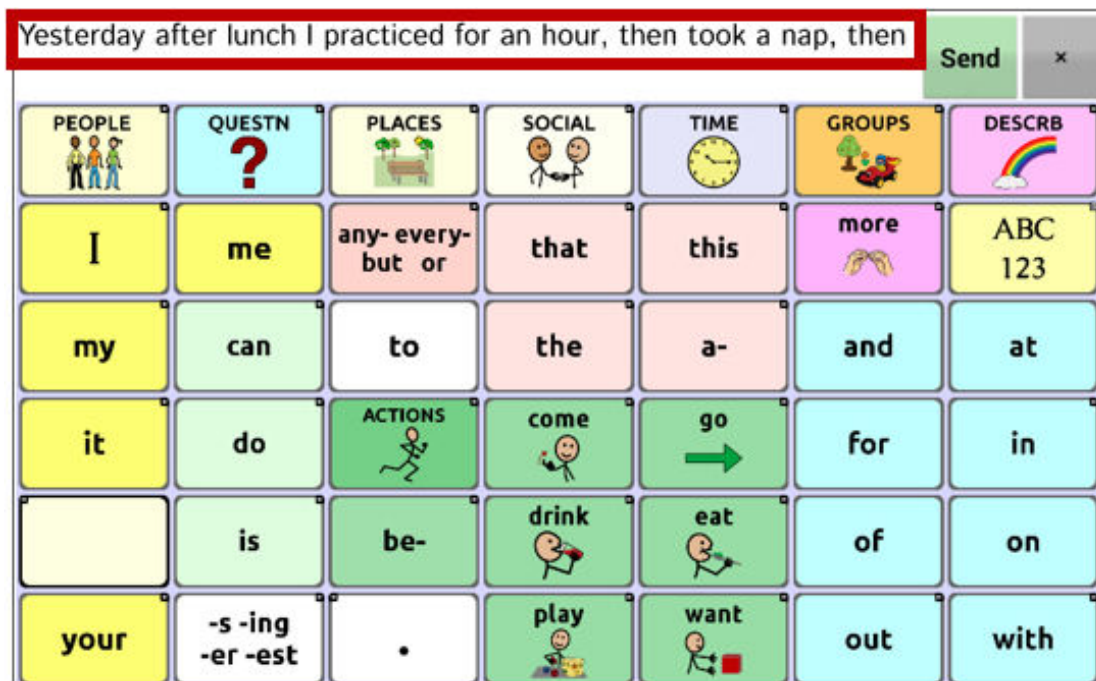 Yesterday after lunch I practiced for an hour, then took a nap, then
Send ×
PEOPLE QUESTN PLACES SOCIAL TIME GROUPS DESCRB
?
I me any- every- but or that this more ABC 123
my can to the a- and at
it do ACTIONS come go for in
is be- drink eat of on
your -s -ing -er -est . play want out with